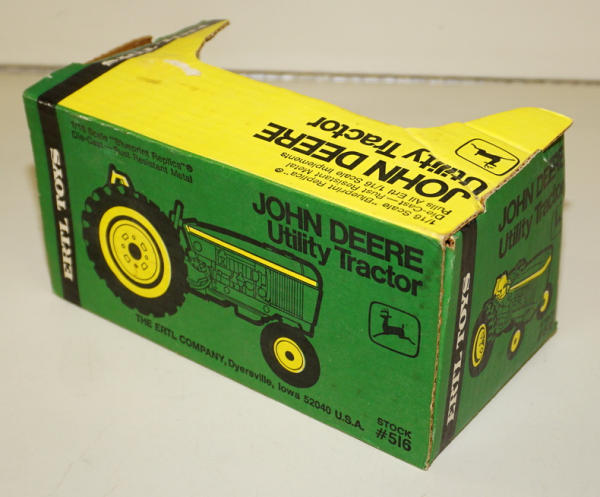 ERTL TOYS
1/16 Scale "Blueprint Replica"®
Die-Cast—Rust Resistant Metal
JOHN DEERE
Utility Tractor
THE ERTL COMPANY, Dyersville, Iowa 52040 U.S.A.
STOCK
#516
JOHN DEERE
Utility Tractor
1/16 Scale "Blueprint Replica"®
Die-Cast—Rust Resistant Metal
Pulls All Ertl 1/16 Scale Implements
ERTL TOYS
JOHN DEERE
Utility Tractor